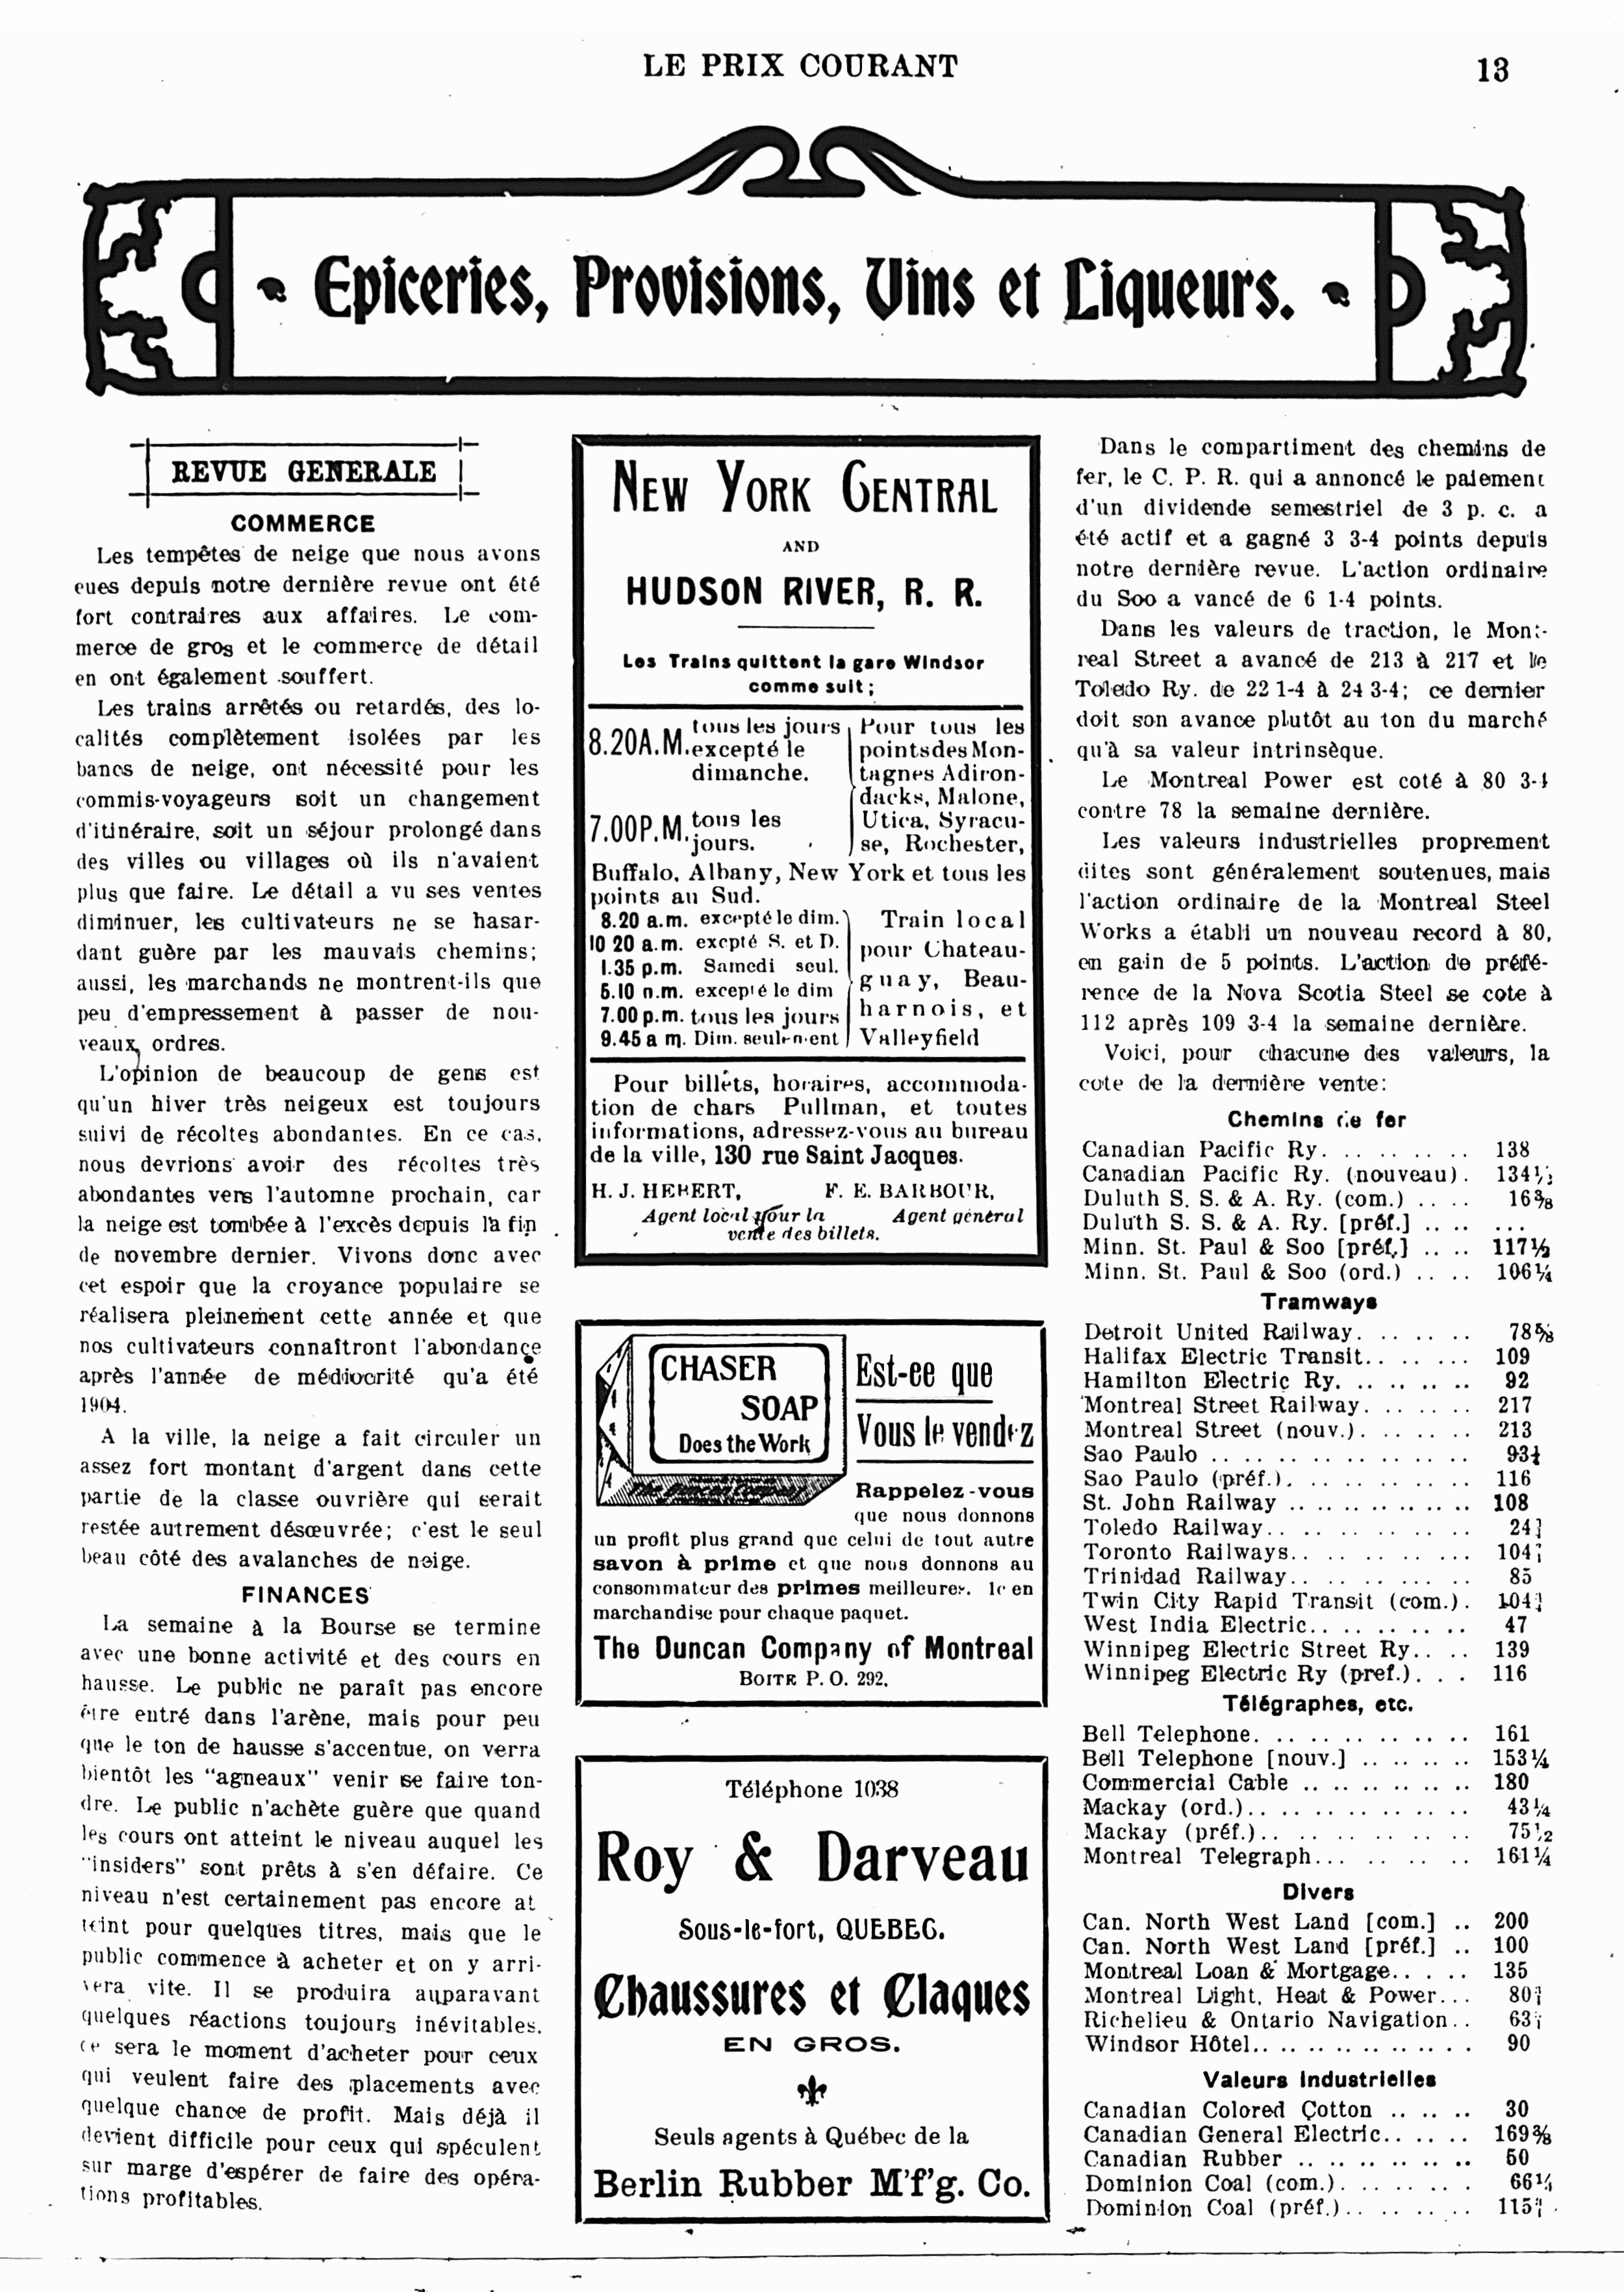 LE PRIX COURANT
13
Epiceries, Provisions, Vins et Liqueurs.
REVUE GENERALE
COMMERCE
Les tempêtes de neige que nous avons
eues depuis notre dernière revue ont été
fort contraires aux affaires. Le com-
merce de gros et le commerce de détail
en ont également souffert.
Les trains arrêtés ou retardés, des lo-
calités complètement isolées par les
bancs de neige, ont nécessité pour les
commis-voyageurs soit un changement
d'itinéraire, soit un séjour prolongé dans
des villes ou villages où ils n'avaient
plus que faire. Le détail a vu ses ventes
diminuer, les cultivateurs ne se hasar-
dant guère par les mauvais chemins;
aussi, les marchands ne montrent-ils que
peu d'empressement à passer de nou-
veaux ordres.
L'opinion de beaucoup de gens est
qu'un hiver très neigeux est toujours
suivi de récoltes abondantes. En ce cas,
nous devrions avoir des récoltes très
abondantes vers l'automne prochain, car
la neige est tombée à l'excès depuis la fin
de novembre dernier. Vivons donc avec
cet espoir que la croyance populaire se
réalisera pleinement cette année et que
nos cultivateurs connaîtront l'abondance
après l'année de médiocrité qu'a été
1904.
A la ville, la neige a fait circuler un
assez fort montant d'argent dans cette
partie de la classe ouvrière qui serait
restée autrement désœuvrée; c'est le seul
beau côté des avalanches de neige.
FINANCES
La semaine à la Bourse se termine
avec une bonne activité et des cours en
hausse. Le public ne paraît pas encore
être entré dans l'arène, mais pour peu
que le ton de hausse s'accentue, on verra
bientôt les "agneaux" venir se faire ton-
dre. Le public n'achète guère que quand
les cours ont atteint le niveau auquel les
"insiders" sont prêts à s'en défaire. Ce
niveau n'est certainement pas encore at
teint pour quelques titres, mais que le
public commence à acheter et on y arri-
vera vite. Il se produira auparavant
quelques réactions toujours inévitables.
ce sera le moment d'acheter pour ceux
qui veulent faire des placements avec
quelque chance de profit. Mais déjà il
devient difficile pour ceux qui spéculent
sur marge d'espérer de faire des opéra-
tions profitables.
NEW YORK CENTRAL
AND
HUDSON RIVER, R. R.
Les Trains quittent la gare Windsor
comme suit;
8.20A.M. tous les jours excepté le dimanche.
7.00P.M. tous les jours.
Pour tous les
points des Mon-
tagnes Adiron-
dacks, Malone,
Utica, Syracu-
se, Rochester,
Buffalo, Albany, New York et tous les
points au Sud.
8.20 a.m. excepté le dim.
10 20 a.m. excpté S. et D.
1.35 p.m. Samedi seul.
5.10 p.m. excepté le dim
7.00 p.m. tous les jours
9.45 a m. Dim. seulement
Train local
pour Chateau-
guay, Beau-
harnois, et
Valleyfield
Pour billets, horaires, accommoda-
tion de chars Pullman, et toutes
informations, adressez-vous au bureau
de la ville, 130 rue Saint Jacques.
H. J. HEBERT, F. E. BARBOUR,
Agent local pour la Agent général
vente des billets.
CHASER
SOAP
Does the Work
The Duncan Company
Est-ce que
Vous le vendez
Rappelez-vous
que nous donnons
un profit plus grand que celui de tout autre
savon à prime et que nous donnons au
consommateur des primes meilleures. 1c en
marchandise pour chaque paquet.
The Duncan Company of Montreal
BOITE P. O. 292.
Téléphone 1038
Roy & Darveau
Sous-le-fort, QUEBEC.
Chaussures et Claques
EN GROS.
Seuls agents à Québec de la
Berlin Rubber M'f'g. Co.
Dans le compartiment des chemins de
fer, le C. P. R. qui a annoncé le paiement
d'un dividende semestriel de 3 p. c. a
été actif et a gagné 3 3-4 points depuis
notre dernière revue. L'action ordinaire
du Soo a vancé de 6 1-4 points.
Dans les valeurs de traction, le Mont-
real Street a avancé de 213 à 217 et le
Toledo Ry. de 22 1-4 à 24 3-4; ce dernier
doit son avance plutôt au ton du marché
qu'à sa valeur intrinsèque.
Le Montreal Power est coté à 80 3-4
contre 78 la semaine dernière.
Les valeurs industrielles proprement
dites sont généralement soutenues, mais
l'action ordinaire de la Montreal Steel
Works a établi un nouveau record à 80,
en gain de 5 points. L'action de préfé-
rence de la Nova Scotia Steel se cote à
112 après 109 3-4 la semaine dernière.
Voici, pour chacune des valeurs, la
cote de la dernière vente:
Chemins de fer
Canadian Pacific Ry. . . . . . . . . 138
Canadian Pacific Ry. (nouveau) . 134½
Duluth S. S. & A. Ry. (com.) . . . . 16⅜
Duluth S. S. & A. Ry. [préf.] . . . . ...
Minn. St. Paul & Soo [préf.] . . . . 117½
Minn. St. Paul & Soo (ord.) . . . . 106¼
Tramways
Detroit United Railway. . . . . . . 78⅝
Halifax Electric Transit. . . . . . . 109
Hamilton Electric Ry. . . . . . . . 92
Montreal Street Railway. . . . . . . 217
Montreal Street (nouv.) . . . . . . . 213
Sao Paulo . . . . . . . . . . . . . 93¼
Sao Paulo (préf.) . . . . . . . . . . 116
St. John Railway . . . . . . . . . . 108
Toledo Railway. . . . . . . . . . . 24¾
Toronto Railways. . . . . . . . . . 104
Trinidad Railway. . . . . . . . . . 85
Twin City Rapid Transit (com.) . 104
West India Electric. . . . . . . . . 47
Winnipeg Electric Street Ry. . . . 139
Winnipeg Electric Ry (pref.) . . . 116
Télégraphes, etc.
Bell Telephone. . . . . . . . . . . . 161
Bell Telephone [nouv.] . . . . . . 153¼
Commercial Cable . . . . . . . . . 180
Mackay (ord.) . . . . . . . . . . . . 43¼
Mackay (préf.) . . . . . . . . . . . 75½
Montreal Telegraph. . . . . . . . . 161¼
Divers
Can. North West Land [com.] . . 200
Can. North West Land [préf.] . . 100
Montreal Loan & Mortgage. . . . . 135
Montreal Light, Heat & Power. . . 80¾
Richelieu & Ontario Navigation. . 63
Windsor Hôtel. . . . . . . . . . . . 90
Valeurs industrielles
Canadian Colored Cotton . . . . . . 30
Canadian General Electric. . . . . . 169⅜
Canadian Rubber . . . . . . . . . . 50
Dominion Coal (com.) . . . . . . . . 66¼
Dominion Coal (préf.) . . . . . . . . 115